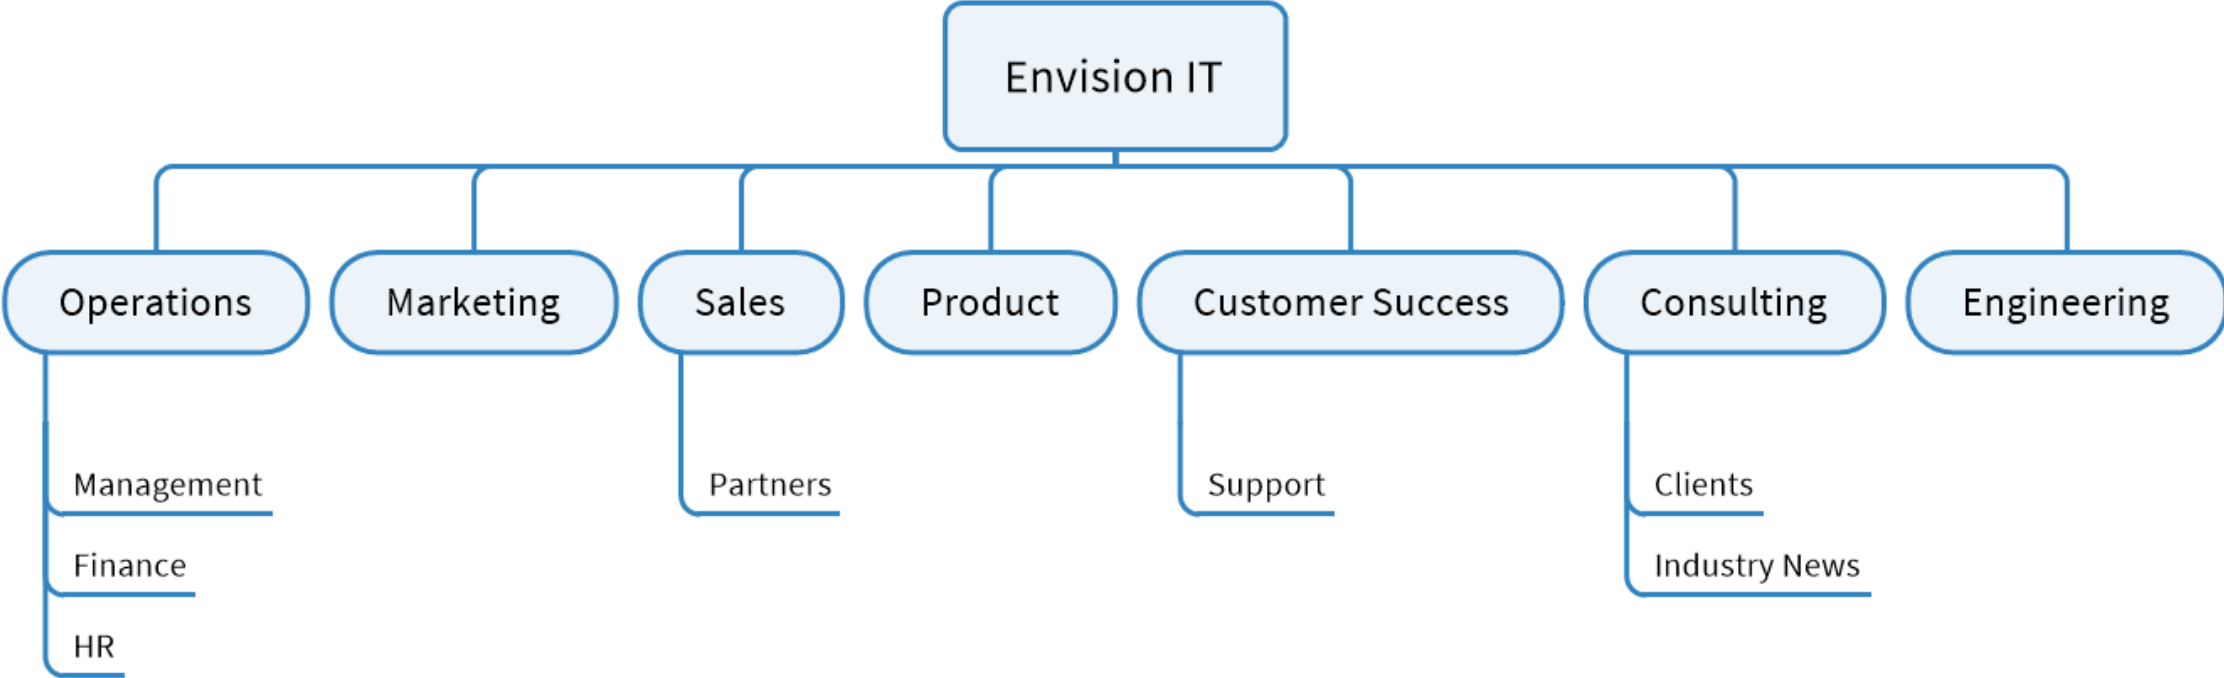 Envision IT
Operations
Marketing
Sales
Product
Customer Success
Consulting
Engineering
Management
Finance
HR
Partners
Support
Clients
Industry News